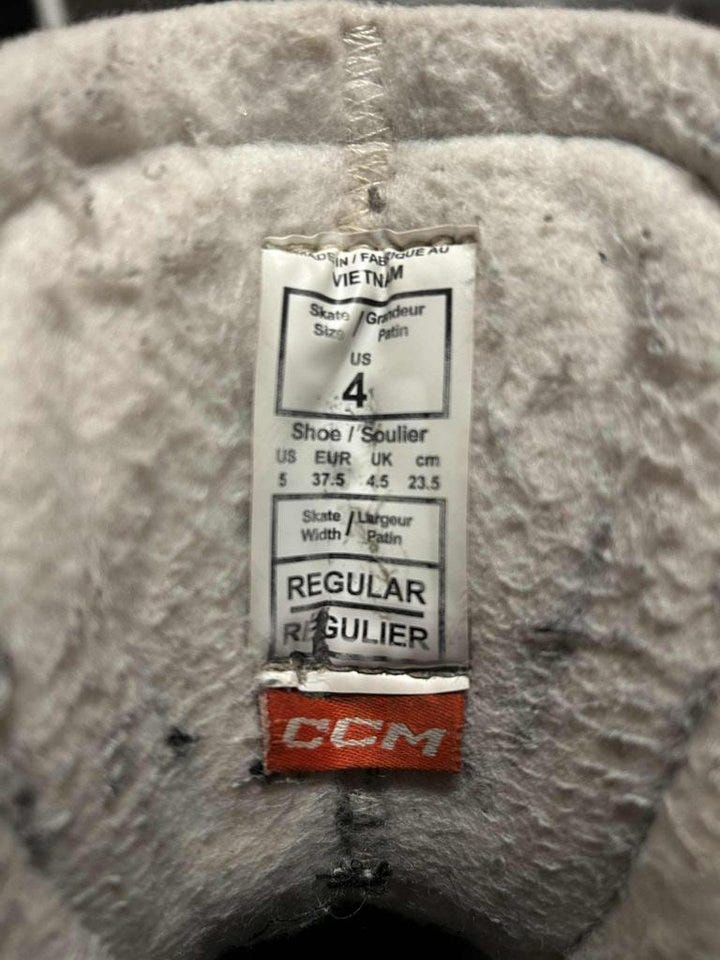 MADE IN / FABRIQUÉ AU
VIETNAM
Skate / Grandeur
Size / Patin
US
4
Shoe / Soulier
US EUR UK cm
5 37.5 4.5 23.5
Skate / Largeur
Width / Patin
REGULAR
RÉGULIER
CCM